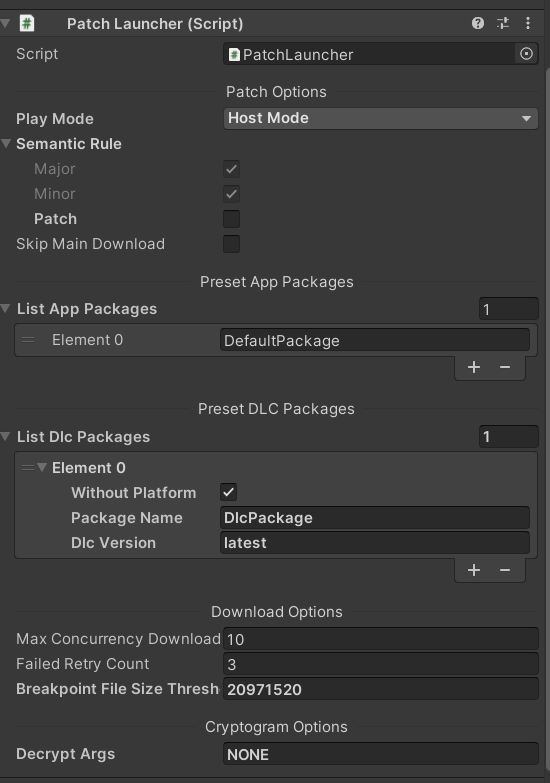 Patch Launcher (Script)
Script PatchLauncher
Patch Options
Play Mode Host Mode
Semantic Rule
Major
Minor
Patch
Skip Main Download
Preset App Packages
List App Packages 1
Element 0 DefaultPackage
+ −
Preset DLC Packages
List Dlc Packages 1
Element 0
Without Platform
Package Name DlcPackage
Dlc Version latest
+ −
Download Options
Max Concurrency Download 10
Failed Retry Count 3
Breakpoint File Size Thresh 20971520
Cryptogram Options
Decrypt Args NONE